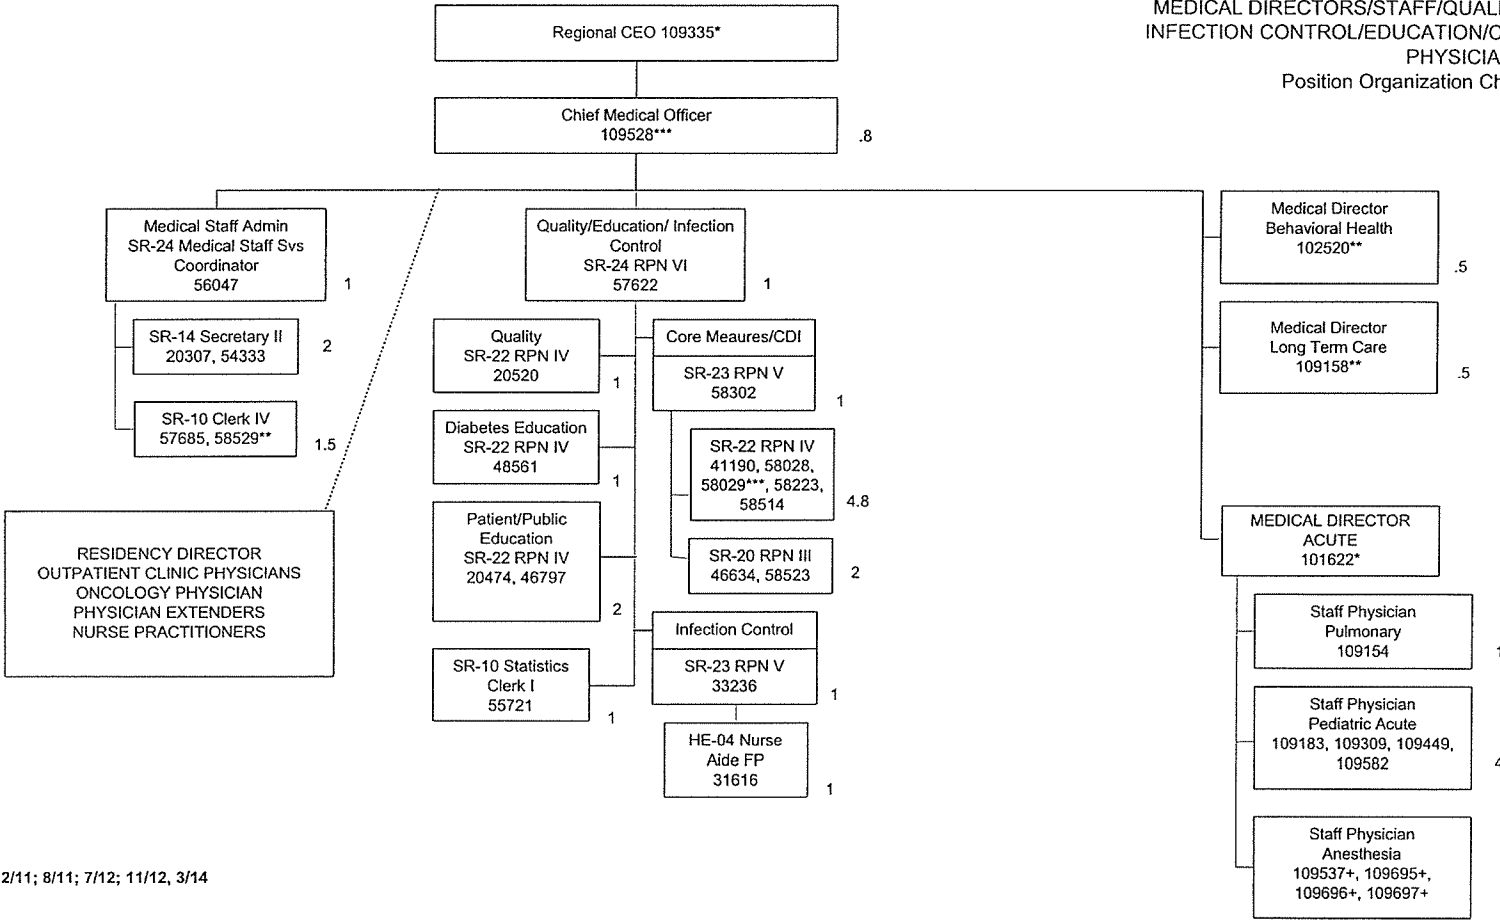 MEDICAL DIRECTORS/STAFF/QUALI
INFECTION CONTROL/EDUCATION/C
PHYSICIA
Position Organization Ch
Regional CEO 109335*
Chief Medical Officer
109528***
.8
Medical Staff Admin
SR-24 Medical Staff Svs
Coordinator
56047
1
SR-14 Secretary II
20307, 54333
2
SR-10 Clerk IV
57685, 58529**
1.5
RESIDENCY DIRECTOR
OUTPATIENT CLINIC PHYSICIANS
ONCOLOGY PHYSICIAN
PHYSICIAN EXTENDERS
NURSE PRACTITIONERS
Quality/Education/ Infection
Control
SR-24 RPN VI
57622
1
Quality
SR-22 RPN IV
20520
1
Diabetes Education
SR-22 RPN IV
48561
1
Patient/Public
Education
SR-22 RPN IV
20474, 46797
2
SR-10 Statistics
Clerk I
55721
1
Core Meaures/CDI
SR-23 RPN V
58302
1
SR-22 RPN IV
41190, 58028,
58029***, 58223,
58514
4.8
SR-20 RPN III
46634, 58523
2
Infection Control
SR-23 RPN V
33236
1
HE-04 Nurse
Aide FP
31616
1
Medical Director
Behavioral Health
102520**
.5
Medical Director
Long Term Care
109158**
.5
MEDICAL DIRECTOR
ACUTE
101622*
Staff Physician
Pulmonary
109154
1
Staff Physician
Pediatric Acute
109183, 109309, 109449,
109582
4
Staff Physician
Anesthesia
109537+, 109695+,
109696+, 109697+
2/11; 8/11; 7/12; 11/12, 3/14